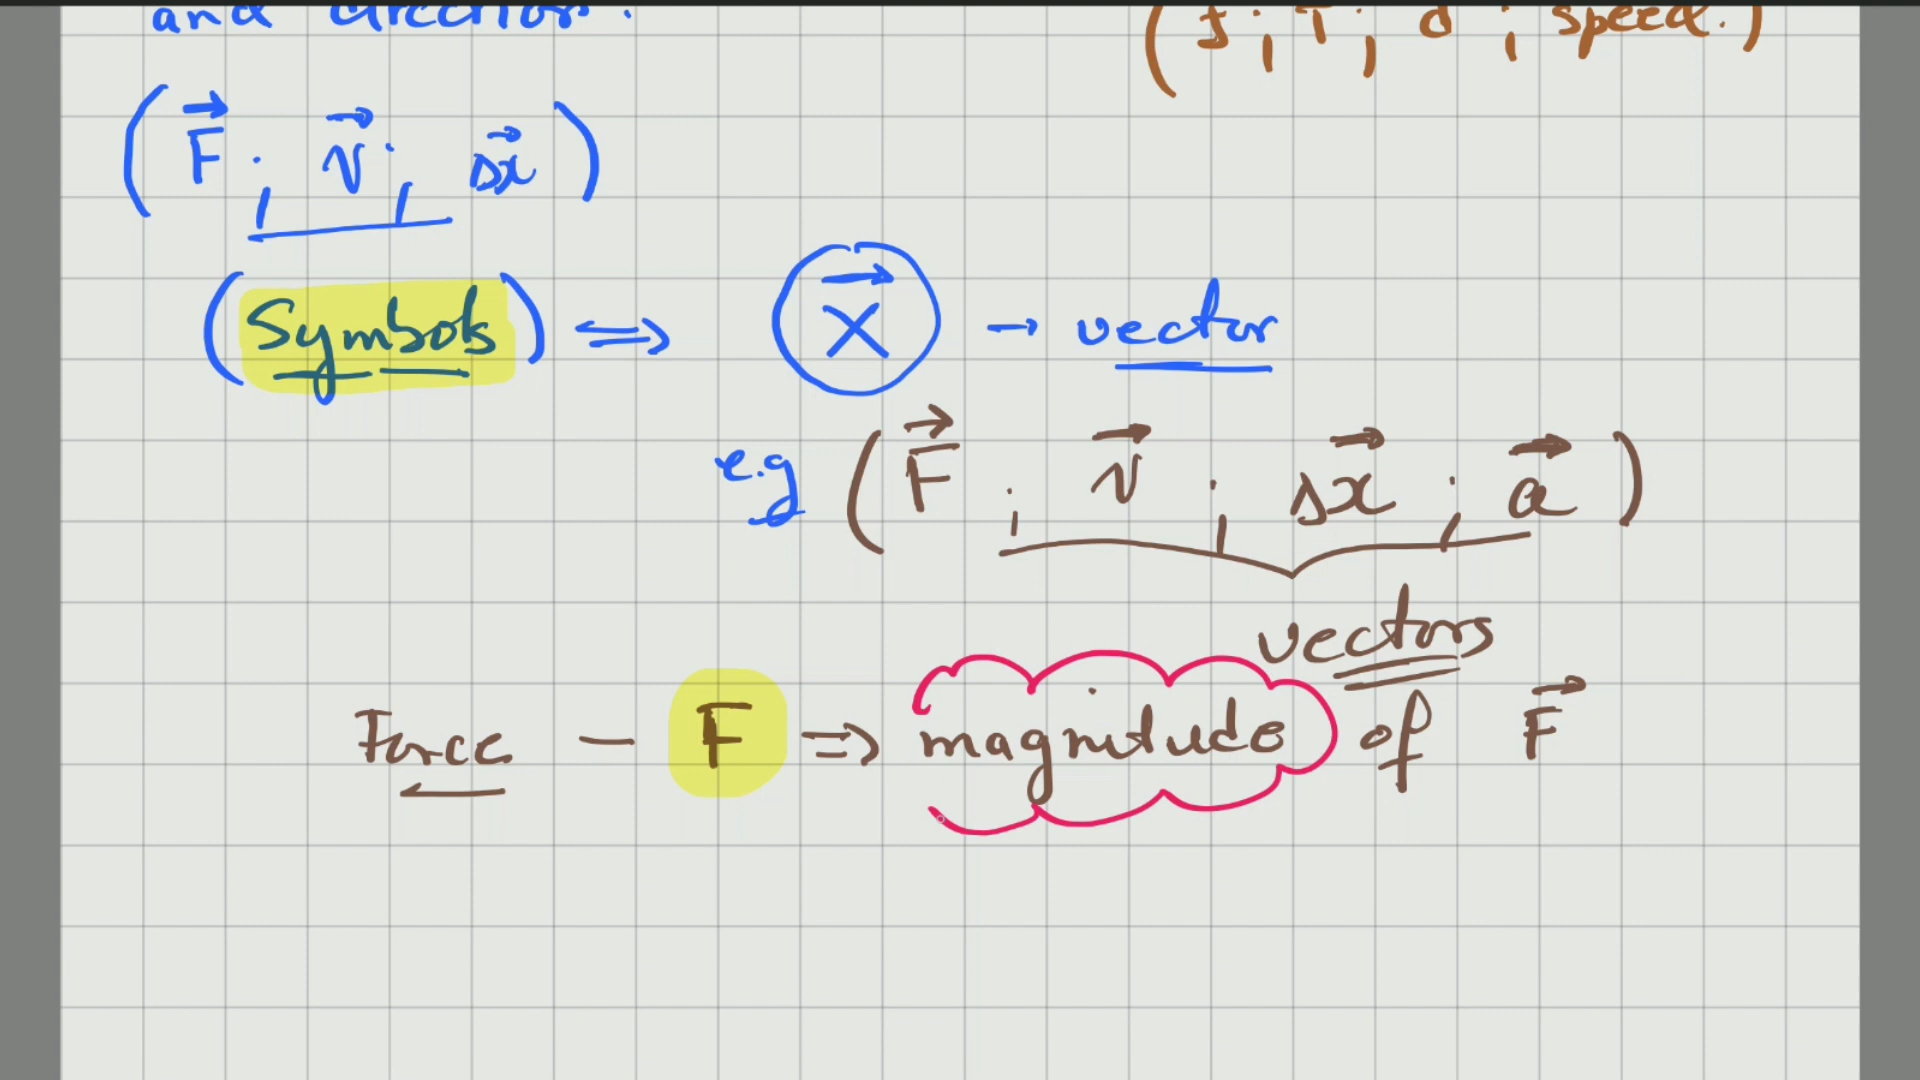 and direction.
( t ; T ; d ; speed. )
( F⃗ ; v⃗ ; Δx⃗ )
(Symbols) ⇔ X⃗ → vector
e.g ( F⃗ ; v⃗ ; Δx⃗ ; a⃗ )
vectors
Force – F ⇒ magnitude of F⃗